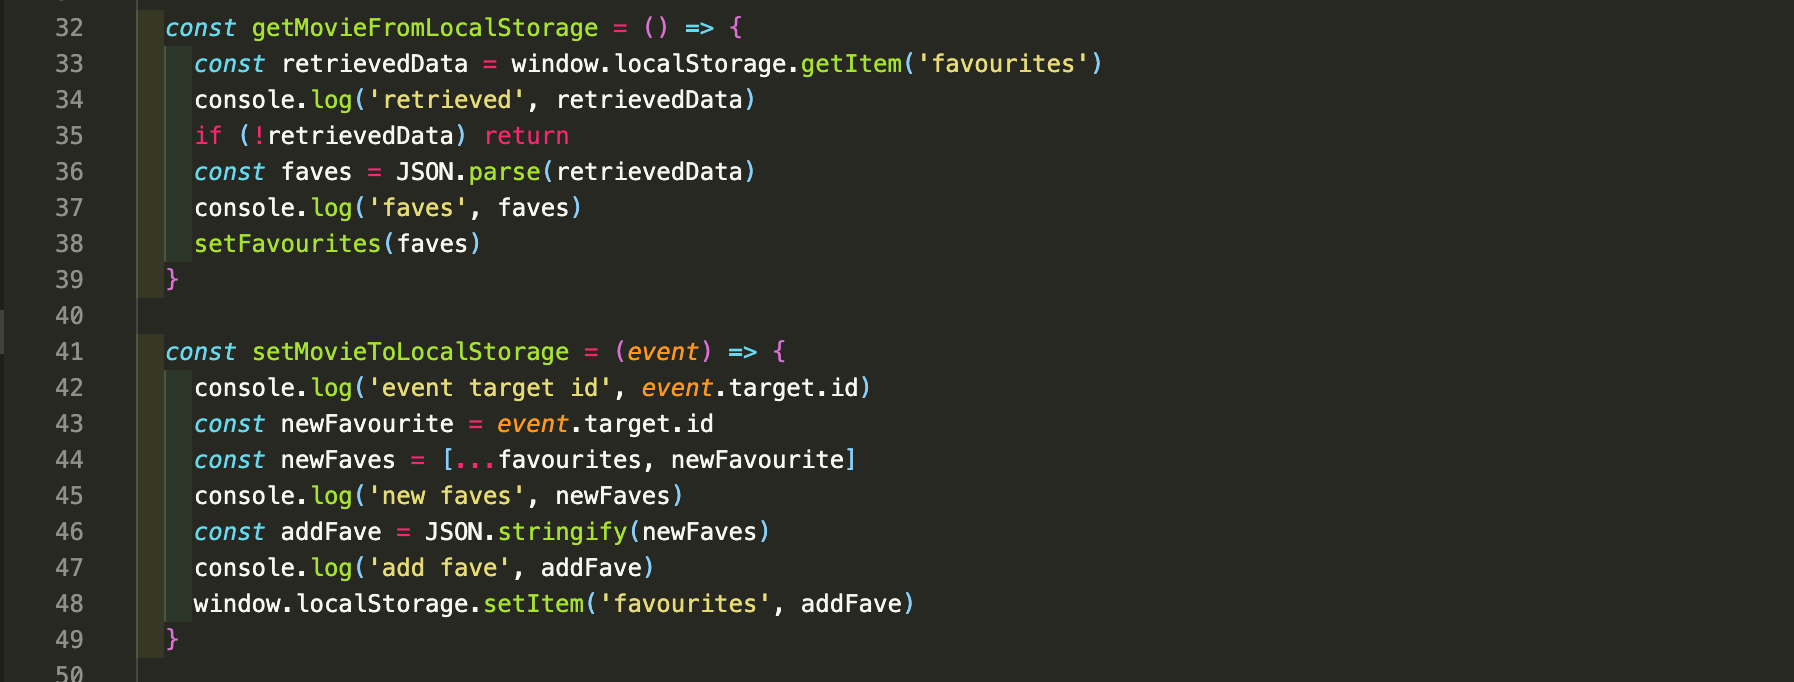 32 const getMovieFromLocalStorage = () => {
33 const retrievedData = window.localStorage.getItem('favourites')
34 console.log('retrieved', retrievedData)
35 if (!retrievedData) return
36 const faves = JSON.parse(retrievedData)
37 console.log('faves', faves)
38 setFavourites(faves)
39 }
40
41 const setMovieToLocalStorage = (event) => {
42 console.log('event target id', event.target.id)
43 const newFavourite = event.target.id
44 const newFaves = [...favourites, newFavourite]
45 console.log('new faves', newFaves)
46 const addFave = JSON.stringify(newFaves)
47 console.log('add fave', addFave)
48 window.localStorage.setItem('favourites', addFave)
49 }
50